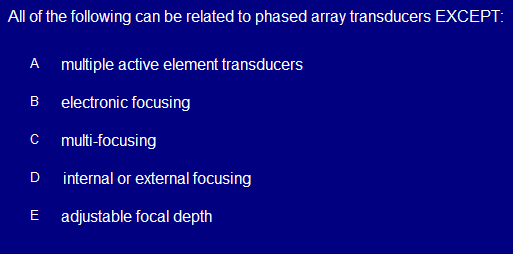 All of the following can be related to phased array transducers EXCEPT:
A multiple active element transducers
B electronic focusing
C multi-focusing
D internal or external focusing
E adjustable focal depth